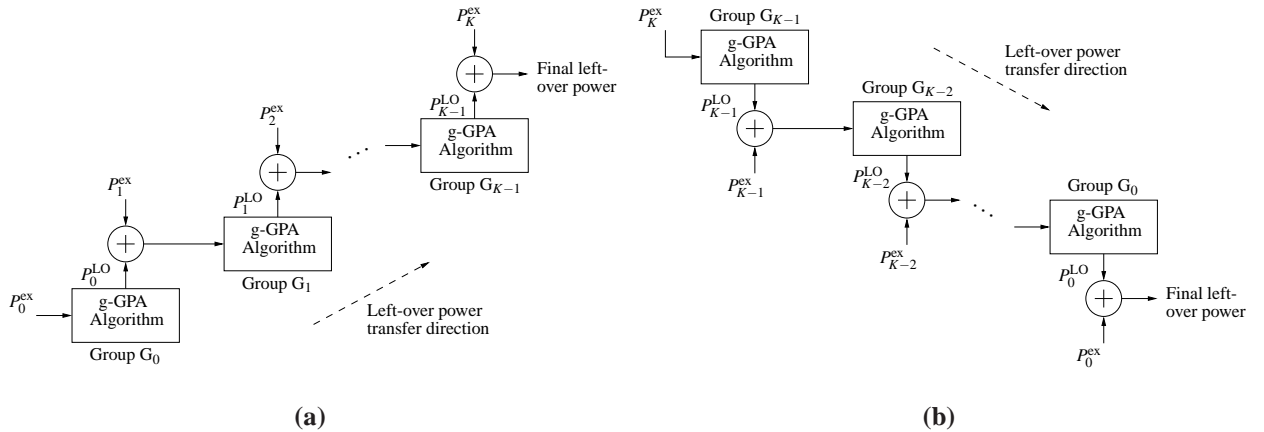 P_K^ex
Final left-
over power
P_{K−1}^LO
g-GPA
Algorithm
Group G_{K−1}
P_2^ex
. . .
P_1^ex
P_1^LO
g-GPA
Algorithm
Group G_1
P_0^LO
P_0^ex
g-GPA
Algorithm
Group G_0
Left-over power
transfer direction
(a)
P_K^ex
Group G_{K−1}
g-GPA
Algorithm
Left-over power
transfer direction
P_{K−1}^LO
P_{K−1}^ex
Group G_{K−2}
g-GPA
Algorithm
P_{K−2}^LO
P_{K−2}^ex
. . .
Group G_0
g-GPA
Algorithm
P_0^LO
Final left-
over power
P_0^ex
(b)